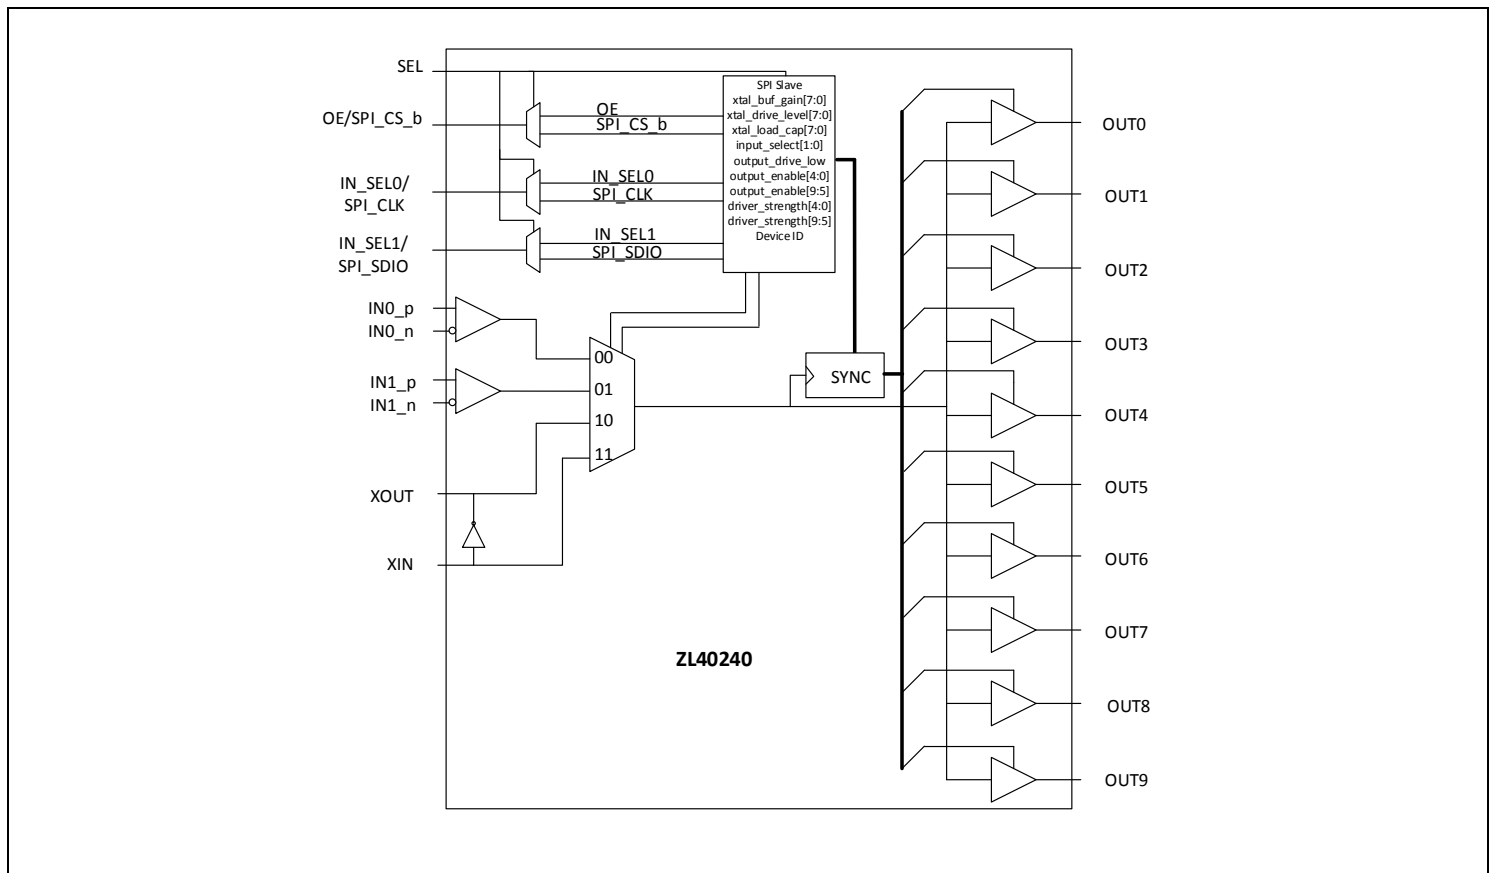 SEL
OE/SPI_CS_b
IN_SEL0/
SPI_CLK
IN_SEL1/
SPI_SDIO
IN0_p
IN0_n
IN1_p
IN1_n
XOUT
XIN
OE
SPI_CS_b
IN_SEL0
SPI_CLK
IN_SEL1
SPI_SDIO
SPI Slave
xtal_buf_gain[7:0]
xtal_drive_level[7:0]
xtal_load_cap[7:0]
input_select[1:0]
output_drive_low
output_enable[4:0]
output_enable[9:5]
driver_strength[4:0]
driver_strength[9:5]
Device ID
00
01
10
11
SYNC
ZL40240
OUT0
OUT1
OUT2
OUT3
OUT4
OUT5
OUT6
OUT7
OUT8
OUT9